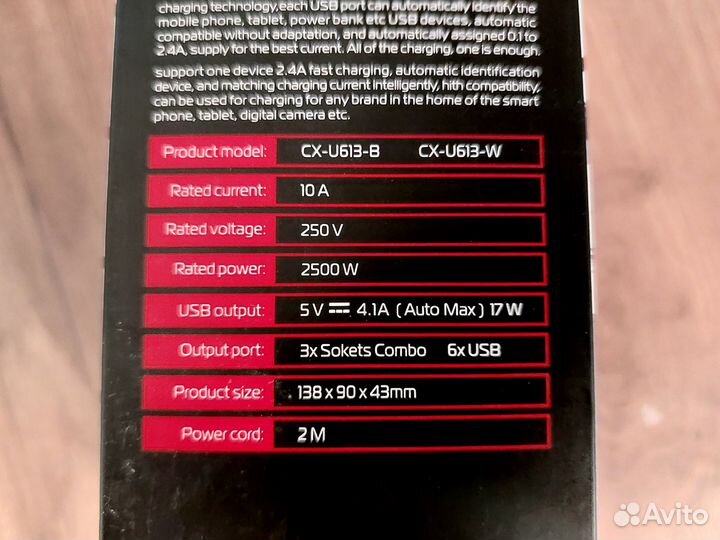 charging technology,each USB port can automatically identify the
mobile phone, tablet, power bank etc USB devices, automatic
compatible without adaptation, and automatically assigned 0.1 to
2.4A, supply for the best current. All of the charging, one is enough.
support one device 2.4A fast charging, automatic identification
device, and matching charging current intelligently, hith compatibility,
can be used for charging for any brand in the home of the smart
phone, tablet, digital camera etc.
Product model: CX-U613-B CX-U613-W
Rated current: 10 A
Rated voltage: 250 V
Rated power: 2500 W
USB output: 5 V ⎓ 4.1A ( Auto Max ) 17 W
Output port: 3x Sokets Combo 6x USB
Product size: 138 x 90 x 43mm
Power cord: 2 M
Avito